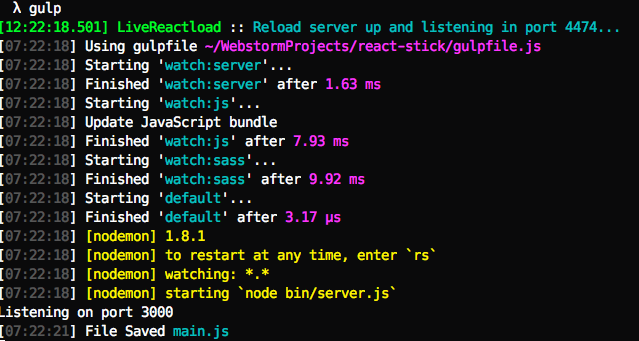 λ gulp
[12:22:18.501] LiveReactload :: Reload server up and listening in port 4474...
[07:22:18] Using gulpfile ~/WebstormProjects/react-stick/gulpfile.js
[07:22:18] Starting 'watch:server'...
[07:22:18] Finished 'watch:server' after 1.63 ms
[07:22:18] Starting 'watch:js'...
[07:22:18] Update JavaScript bundle
[07:22:18] Finished 'watch:js' after 7.93 ms
[07:22:18] Starting 'watch:sass'...
[07:22:18] Finished 'watch:sass' after 9.92 ms
[07:22:18] Starting 'default'...
[07:22:18] Finished 'default' after 3.17 μs
[07:22:18] [nodemon] 1.8.1
[07:22:18] [nodemon] to restart at any time, enter `rs`
[07:22:18] [nodemon] watching: *.*
[07:22:18] [nodemon] starting `node bin/server.js`
Listening on port 3000
[07:22:21] File Saved main.js